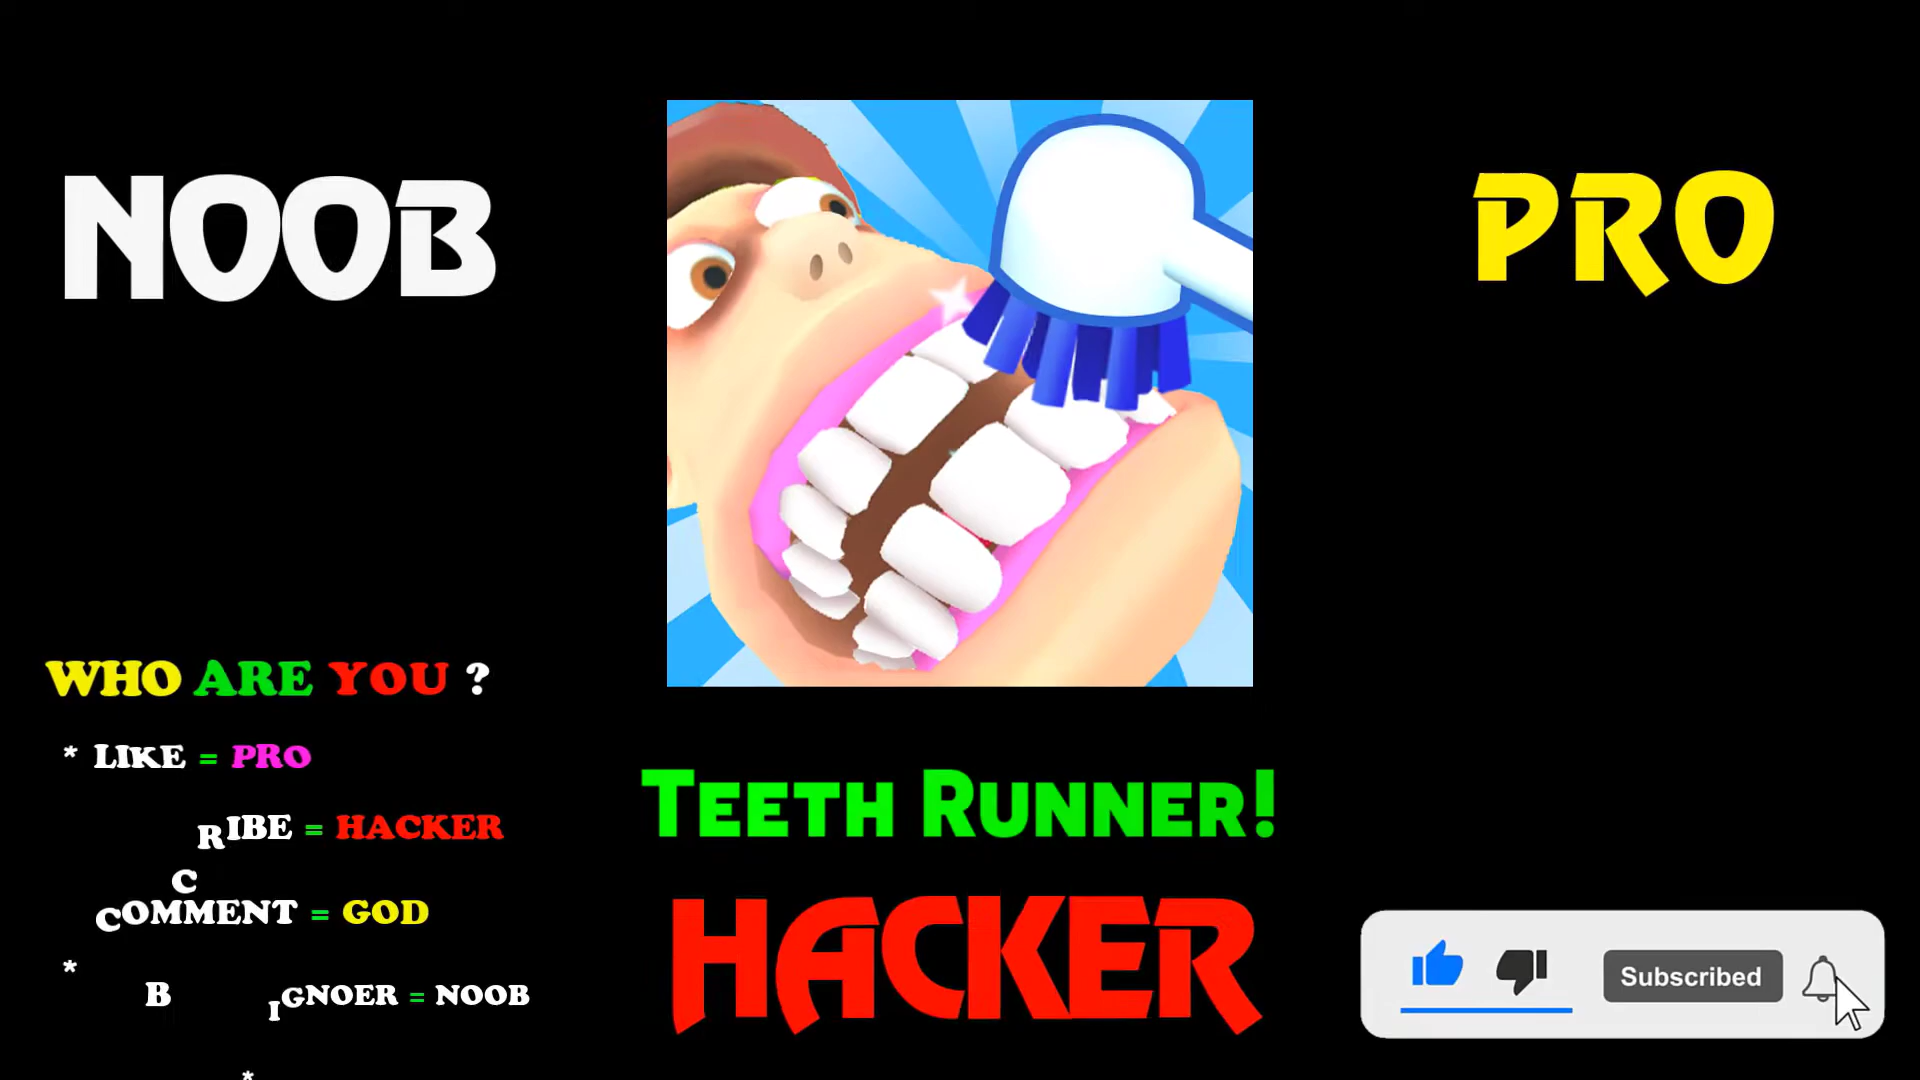 NOOB
PRO
WHO ARE YOU ?
* LIKE = PRO
RIBE = HACKER
C
COMMENT = GOD
*
B
IGNOER = NOOB
*
TEETH RUNNER!
HACKER
Subscribed